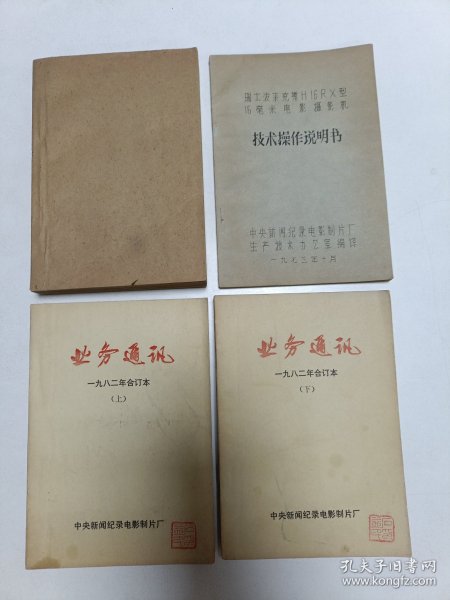 瑞士波来克斯H16RX型
16毫米电影摄影机
技术操作说明书
中央新闻纪录电影制片厂
生产技术办公室编译
一九七三年十月
业务通讯
一九八二年合订本
（上）
中央新闻纪录电影制片厂
业务通讯
一九八二年合订本
（下）
中央新闻纪录电影制片厂
孔夫子旧书网
www.kongfz.com